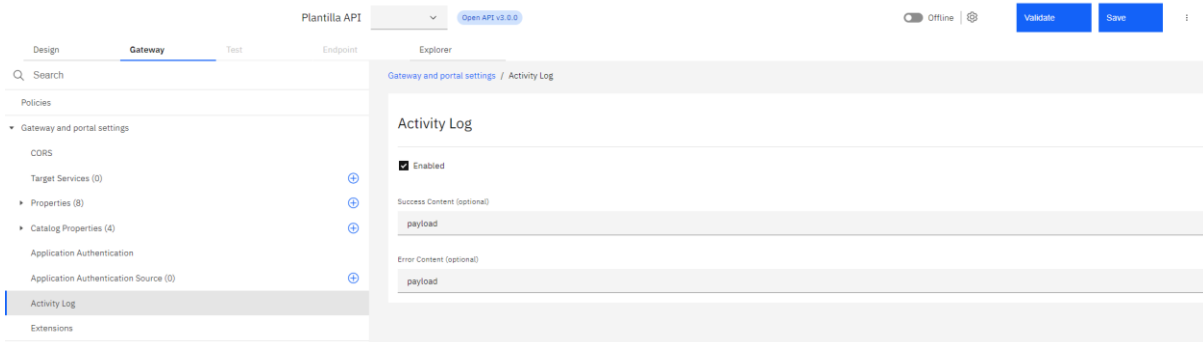 Plantilla API
Open API v3.0.0
Offline
Validate
Save
Design
Gateway
Test
Endpoint
Explorer
Search
Gateway and portal settings / Activity Log
Policies
Gateway and portal settings
CORS
Target Services (0)
Properties (8)
Catalog Properties (4)
Application Authentication
Application Authentication Source (0)
Activity Log
Extensions
Activity Log
Enabled
Success Content (optional)
payload
Error Content (optional)
payload